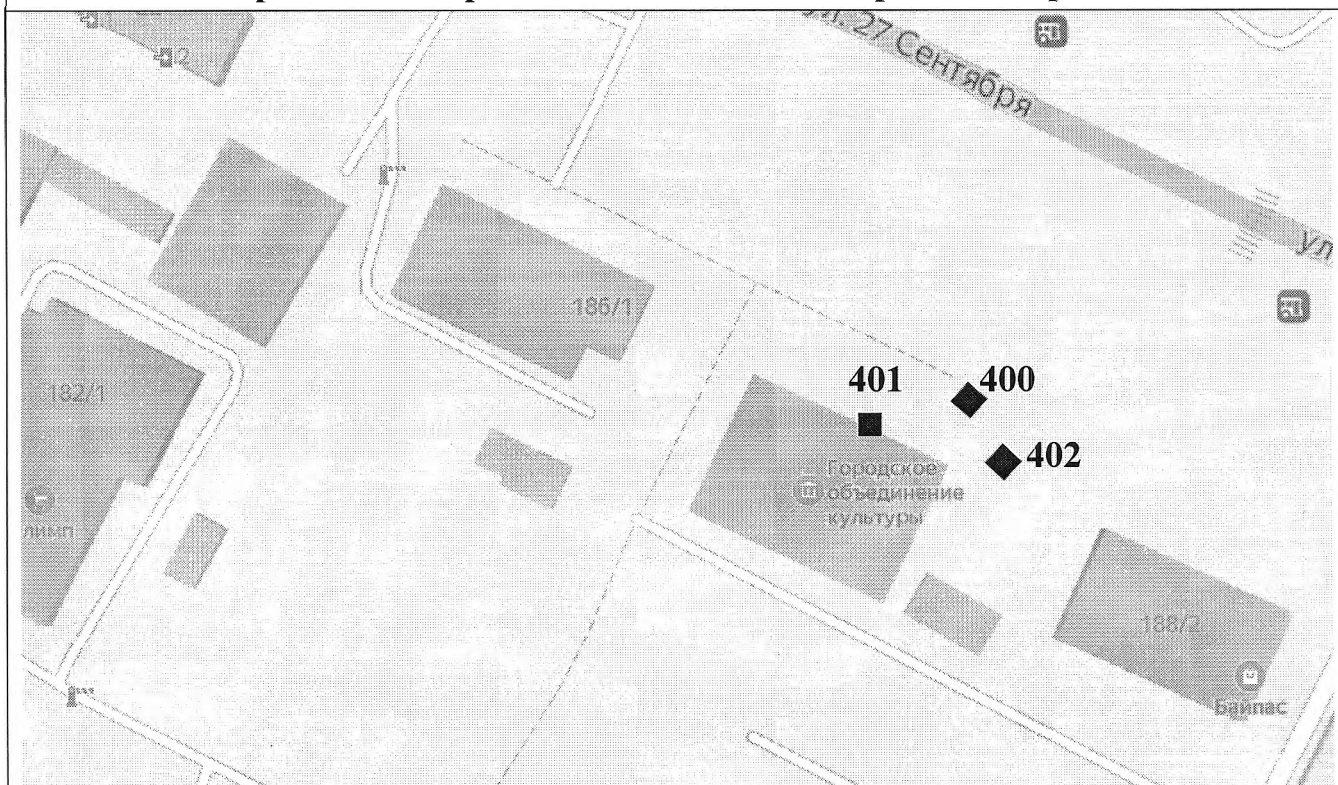 ул. 27 Сентября
2
ул
186/1
182/1
401
400
402
Городское
объединение
культуры
лимп
188/2
Байпас